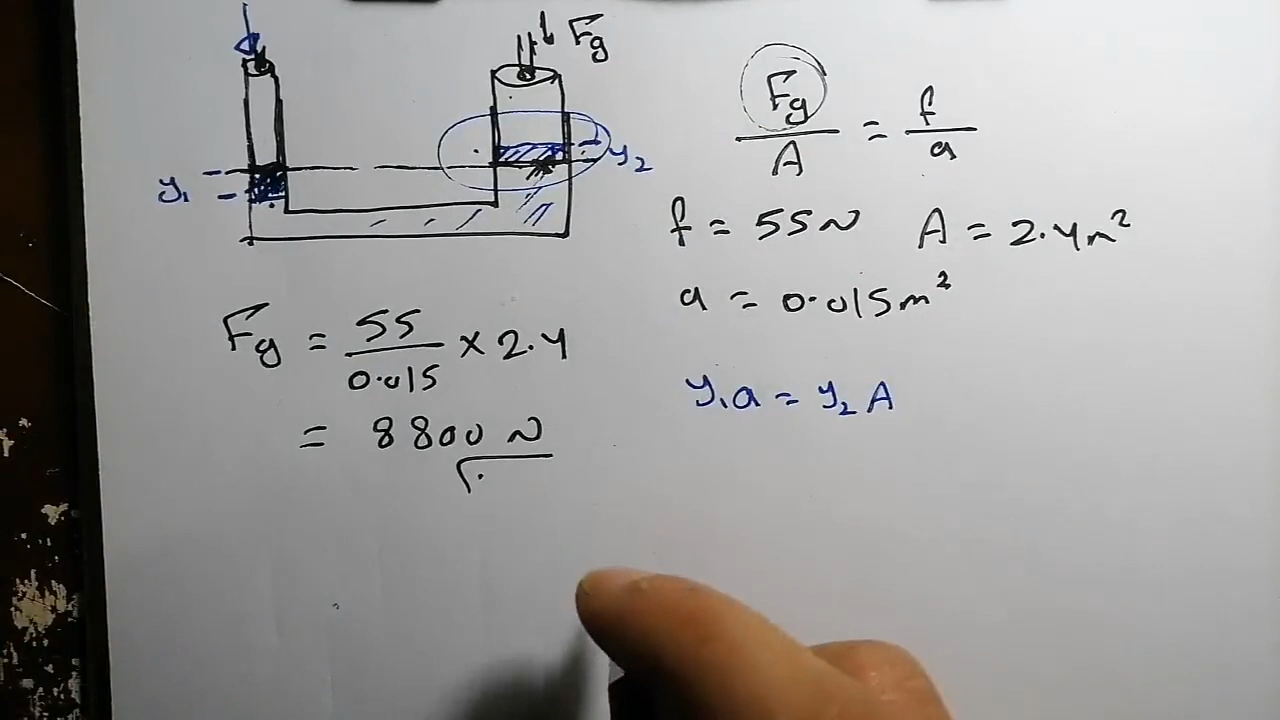 Fg
y₁
y₂
Fg / A = f / a
f = 55N A = 2.4m²
a = 0.015m²
Fg = 55 / 0.015 × 2.4
= 8800 N
y₁a = y₂A